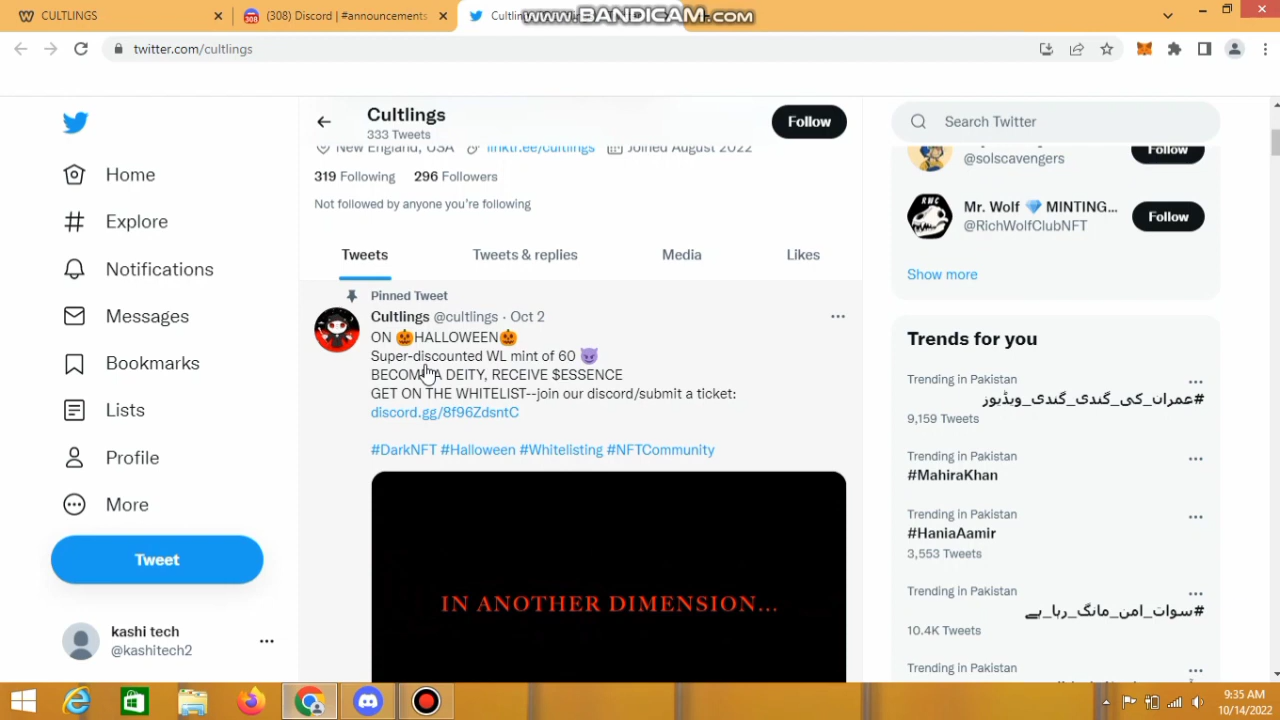 CULTLINGS
(308) Discord | #announcements
WWW.BANDICAM.COM
twitter.com/cultlings
Home
Explore
Notifications
Messages
Bookmarks
Lists
Profile
More
Tweet
kashi tech
@kashitech2
Cultlings
333 Tweets
Follow
New England, USA linktr.ee/cultlings Joined August 2022
319 Following 296 Followers
Not followed by anyone you're following
Tweets Tweets & replies Media Likes
Pinned Tweet
Cultlings @cultlings · Oct 2
ON 🎃HALLOWEEN🎃
Super-discounted WL mint of 60 😈
BECOME A DEITY, RECEIVE $ESSENCE
GET ON THE WHITELIST--join our discord/submit a ticket:
discord.gg/8f96ZdsntC
#DarkNFT #Halloween #Whitelisting #NFTCommunity
IN ANOTHER DIMENSION...
Search Twitter
@solscavengers
Follow
Mr. Wolf 💎 MINTING...
@RichWolfClubNFT
Follow
Show more
Trends for you
Trending in Pakistan
#عمران_کی_گندی_گندی_ویڈیوز
9,159 Tweets
Trending in Pakistan
#MahiraKhan
Trending in Pakistan
#HaniaAamir
3,553 Tweets
Trending in Pakistan
#سوات_امن_مانگ_رہا_ہے
10.4K Tweets
Trending in Pakistan
9:35 AM
10/14/2022